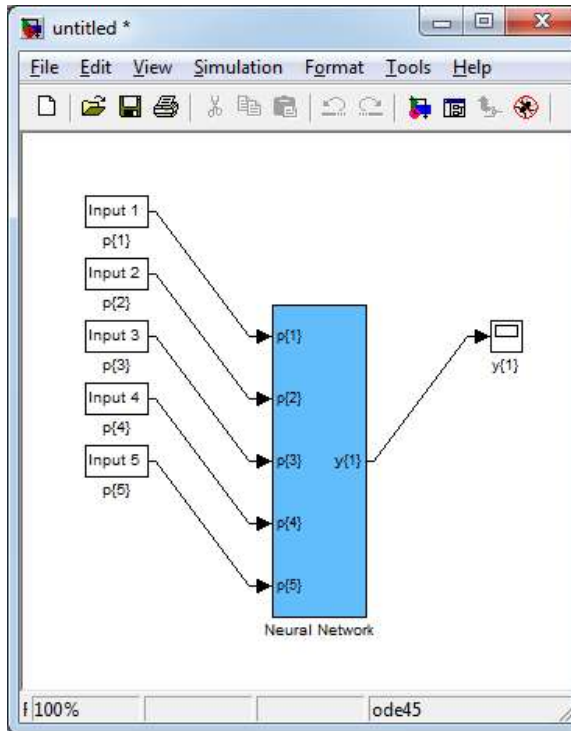 untitled *
File Edit View Simulation Format Tools Help
Input 1
p{1}
Input 2
p{2}
Input 3
p{3}
Input 4
p{4}
Input 5
p{5}
p{1}
p{2}
p{3} y{1}
p{4}
p{5}
Neural Network
y{1}
100% ode45